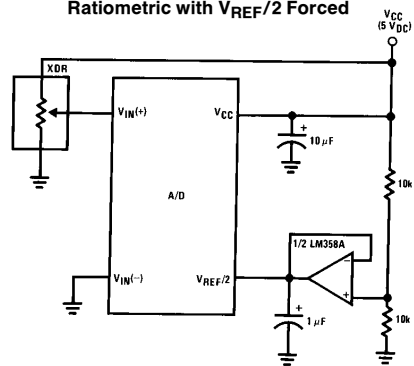 Ratiometric with VREF/2 Forced
VCC
(5 VDC)
XDR
VIN(+)
VCC
+
10 μF
10k
A/D
1/2 LM358A
−
+
VIN(−)
VREF/2
+
1 μF
10k